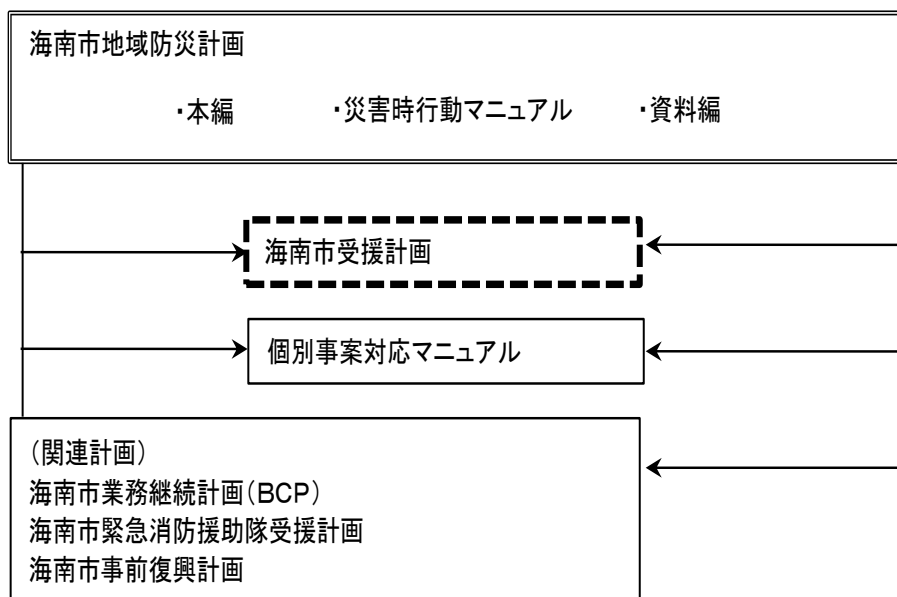 海南市地域防災計画
・本編 ・災害時行動マニュアル ・資料編
海南市受援計画
個別事案対応マニュアル
（関連計画）
海南市業務継続計画（BCP）
海南市緊急消防援助隊受援計画
海南市事前復興計画